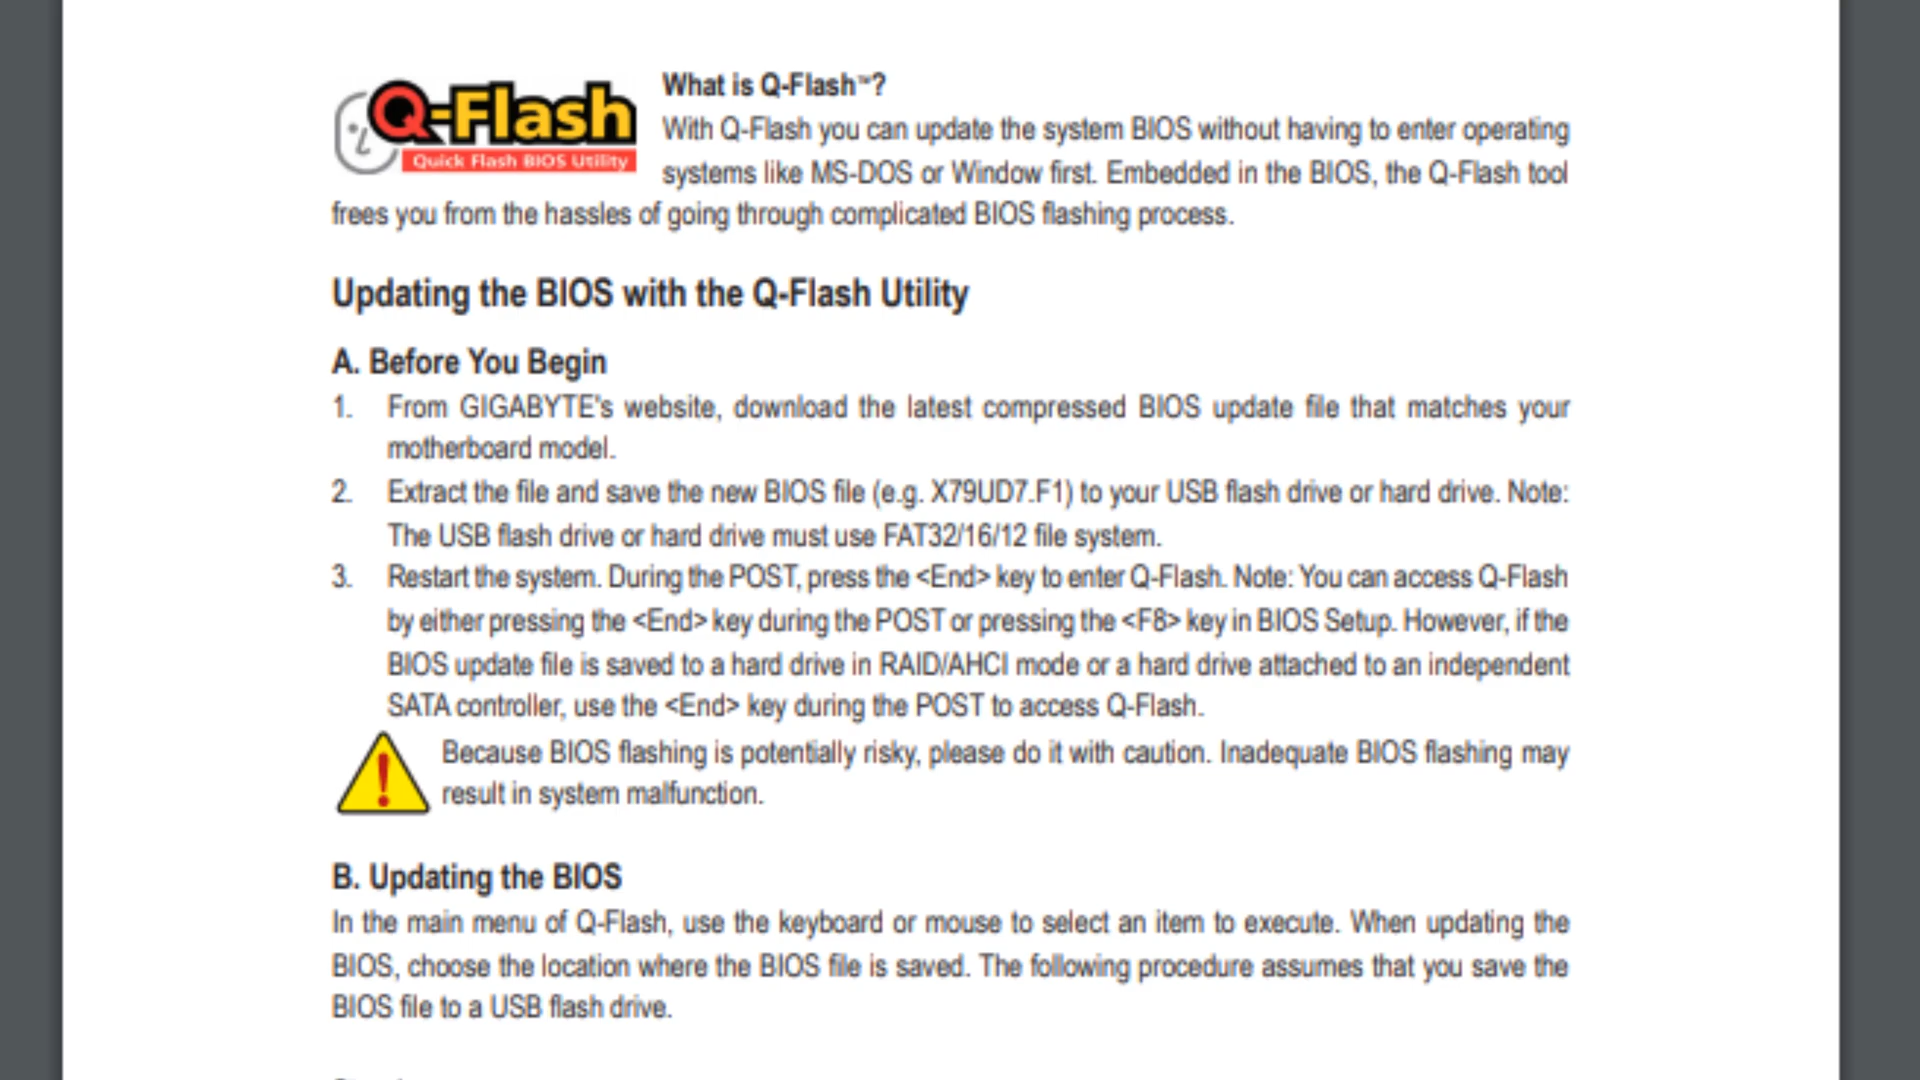 Q-Flash
Quick Flash BIOS Utility
What is Q-Flash™?
With Q-Flash you can update the system BIOS without having to enter operating
systems like MS-DOS or Window first. Embedded in the BIOS, the Q-Flash tool
frees you from the hassles of going through complicated BIOS flashing process.
Updating the BIOS with the Q-Flash Utility
A. Before You Begin
1. From GIGABYTE's website, download the latest compressed BIOS update file that matches your
motherboard model.
2. Extract the file and save the new BIOS file (e.g. X79UD7.F1) to your USB flash drive or hard drive. Note:
The USB flash drive or hard drive must use FAT32/16/12 file system.
3. Restart the system. During the POST, press the <End> key to enter Q-Flash. Note: You can access Q-Flash
by either pressing the <End> key during the POST or pressing the <F8> key in BIOS Setup. However, if the
BIOS update file is saved to a hard drive in RAID/AHCI mode or a hard drive attached to an independent
SATA controller, use the <End> key during the POST to access Q-Flash.
Because BIOS flashing is potentially risky, please do it with caution. Inadequate BIOS flashing may
result in system malfunction.
B. Updating the BIOS
In the main menu of Q-Flash, use the keyboard or mouse to select an item to execute. When updating the
BIOS, choose the location where the BIOS file is saved. The following procedure assumes that you save the
BIOS file to a USB flash drive.